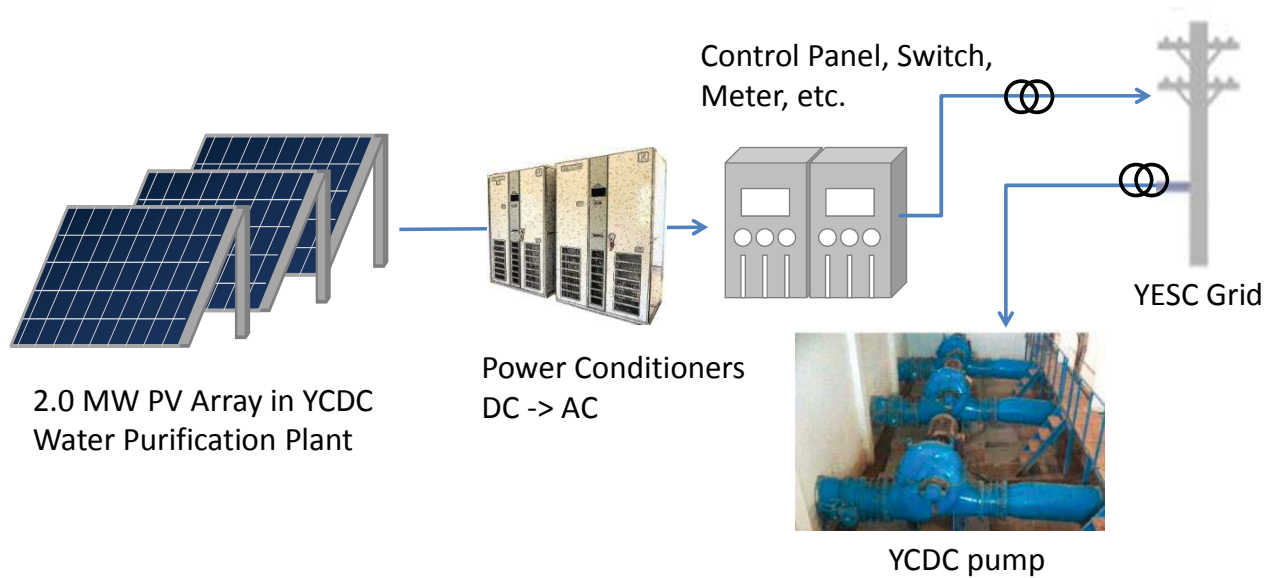 Control Panel, Switch,
Meter, etc.
YESC Grid
Power Conditioners
DC -> AC
2.0 MW PV Array in YCDC
Water Purification Plant
YCDC pump